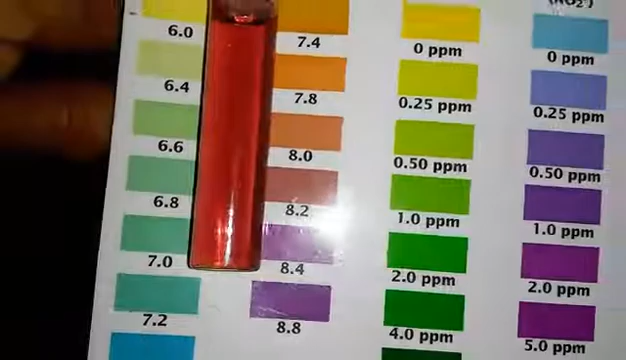 6.0
6.4
6.6
6.8
7.0
7.2
7.4
7.8
8.0
8.2
8.4
8.8
0 ppm
0.25 ppm
0.50 ppm
1.0 ppm
2.0 ppm
4.0 ppm
(NO2-)
0 ppm
0.25 ppm
0.50 ppm
1.0 ppm
2.0 ppm
5.0 ppm